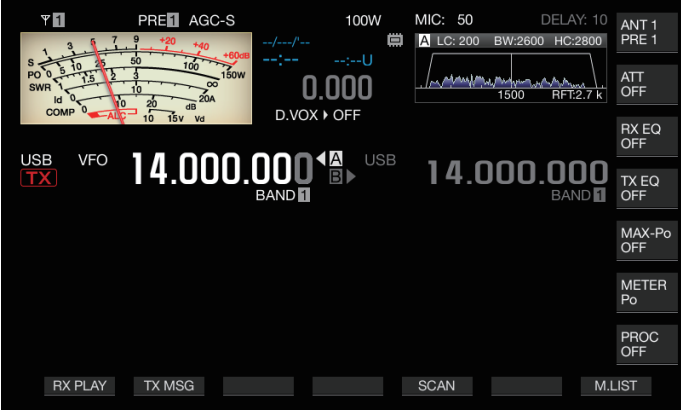 1 PRE1 AGC-S 100W MIC: 50 DELAY: 10
ANT 1
PRE 1
S 1 3 5 7 9 +20 +40 +60dB
PO 0 5 10 25 50 100 150W
SWR 1 1.5 2 3 ∞
Id 0 10 20A
COMP 0 10 20 dB
ALC 10 15V Vd
--/---/'--
--:-- --:--U
0.000
D.VOX OFF
A LC: 200 BW:2600 HC:2800
1500 RFT:2.7 k
ATT
OFF
RX EQ
OFF
USB VFO 14.000.000 A USB 14.000.000
TX B
BAND1 BAND1
TX EQ
OFF
MAX-Po
OFF
METER
Po
PROC
OFF
RX PLAY TX MSG SCAN M.LIST